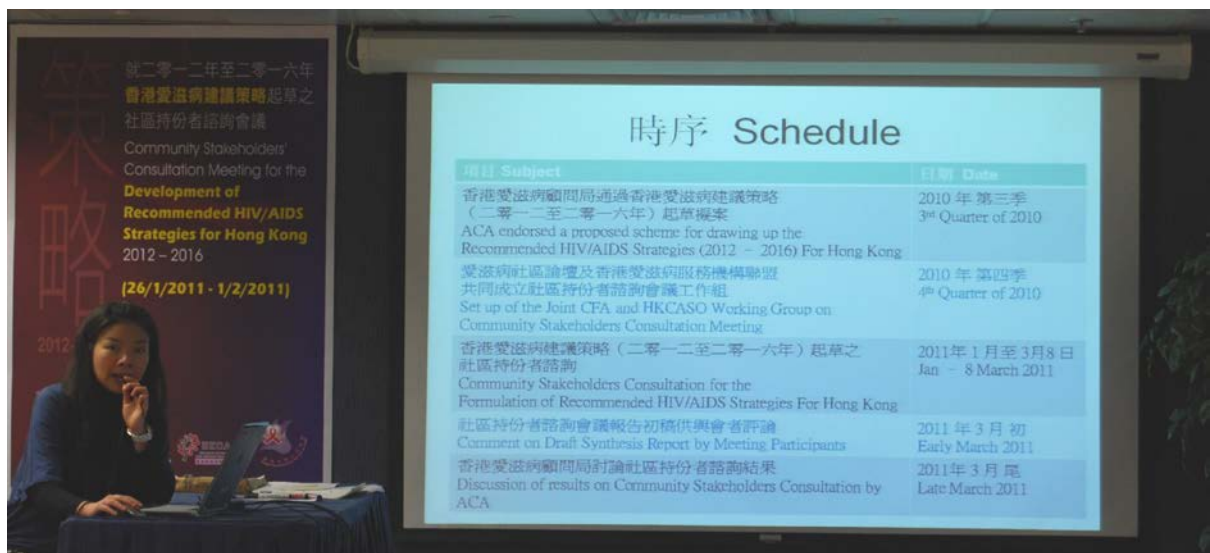 策略
就二零一二年至二零一六年
香港愛滋病建議策略起草之
社區持份者諮詢會議
Community Stakeholders'
Consultation Meeting for the
Development of
Recommended HIV/AIDS
Strategies for Hong Kong
2012 – 2016
(26/1/2011 - 1/2/2011)
2012-
時序 Schedule
項目 Subject
日期 Date
香港愛滋病顧問局通過香港愛滋病建議策略
（二零一二至二零一六年）起草擬案
ACA endorsed a proposed scheme for drawing up the
Recommended HIV/AIDS Strategies (2012 – 2016) For Hong Kong
2010 年 第三季
3rd Quarter of 2010
愛滋病社區論壇及香港愛滋病服務機構聯盟
共同成立社區持份者諮詢會議工作組
Set up of the Joint CFA and HKCASO Working Group on
Community Stakeholders Consultation Meeting
2010 年 第四季
4th Quarter of 2010
香港愛滋病建議策略（二零一二至二零一六年）起草之
社區持份者諮詢
Community Stakeholders Consultation for the
Formulation of Recommended HIV/AIDS Strategies For Hong Kong
2011年 1 月至 3月8 日
Jan – 8 March 2011
社區持份者諮詢會議報告初稿供與會者評論
Comment on Draft Synthesis Report by Meeting Participants
2011 年 3 月 初
Early March 2011
香港愛滋病顧問局討論社區持份者諮詢結果
Discussion of results on Community Stakeholders Consultation by
ACA
2011年 3 月 尾
Late March 2011